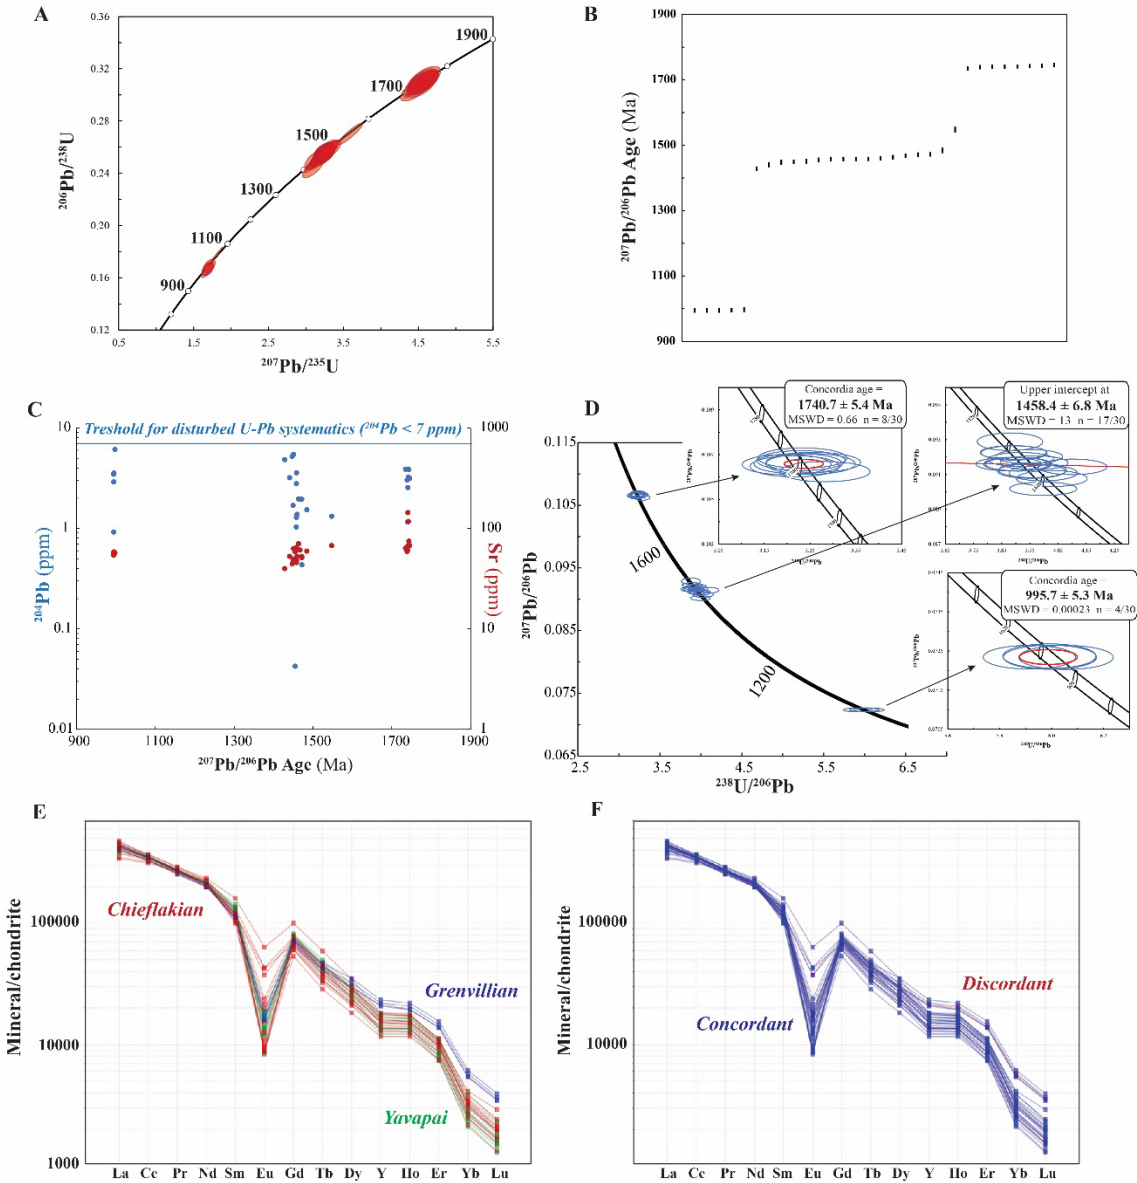 A
0.36
0.32
0.28
0.24
0.20
0.16
0.12
206Pb/238U
1900
1700
1500
1300
1100
900
0.5
1.5
2.5
3.5
4.5
5.5
207Pb/235U
B
1900
1700
1500
1300
1100
900
207Pb/206Pb Age (Ma)
C
Treshold for disturbed U-Pb systematics (204Pb < 7 ppm)
10
1
0.1
0.01
204Pb (ppm)
1000
100
10
1
Sr (ppm)
900
1100
1300
1500
1700
1900
207Pb/206Pb Age (Ma)
D
0.115
0.105
0.095
0.085
0.075
0.065
207Pb/206Pb
1600
1200
2.5
3.5
4.5
5.5
6.5
238U/206Pb
Concordia age =
1740.7 ± 5.4 Ma
MSWD = 0.66 n = 8/30
Upper intercept at
1458.4 ± 6.8 Ma
MSWD = 13 n = 17/30
Concordia age =
995.7 ± 5.3 Ma
MSWD = 0.00023 n = 4/30
E
Mineral/chondrite
100000
10000
1000
Chieflakian
Grenvillian
Yavapai
La Ce Pr Nd Sm Eu Gd Tb Dy Y Ho Er Yb Lu
F
Mineral/chondrite
100000
10000
1000
Discordant
Concordant
La Ce Pr Nd Sm Eu Gd Tb Dy Y Ho Er Yb Lu